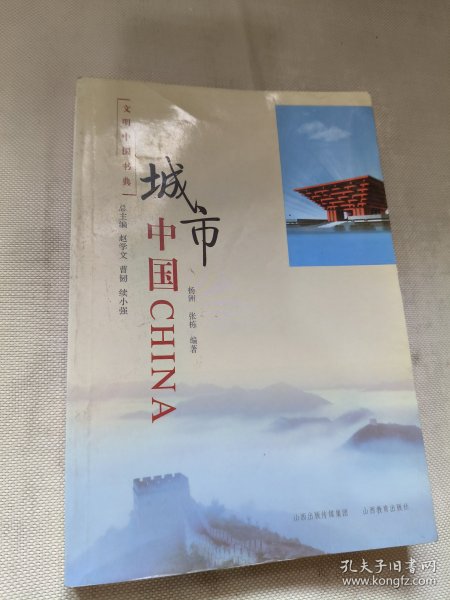 文明中国书典
总主编 赵学文 曹韧 续小强
城市
中国CHINA
杨 张栋 编著
山西出版传媒集团 山西教育出版社
孔夫子旧书网
www.kongfz.com